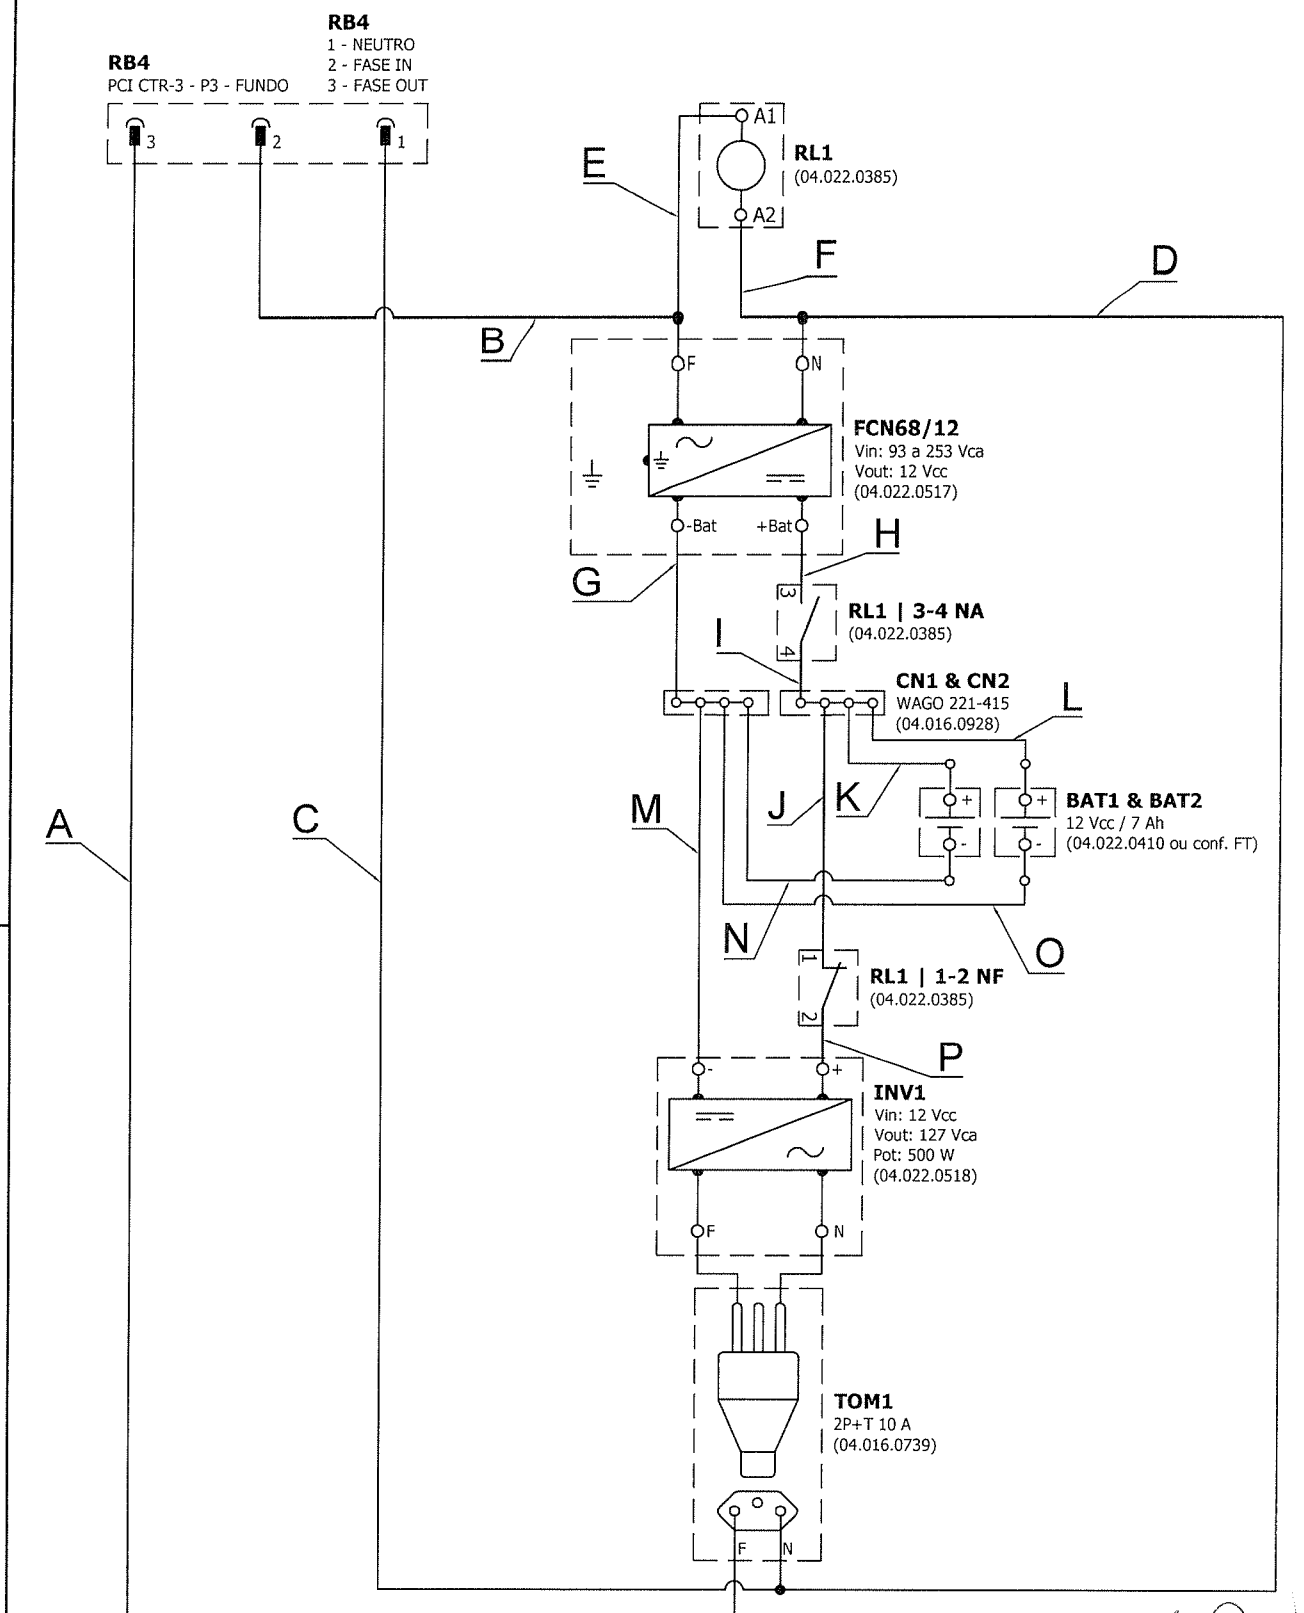 RB4
PCI CTR-3 - P3 - FUNDO
RB4
1 - NEUTRO
2 - FASE IN
3 - FASE OUT
3
2
1
A1
RL1
(04.022.0385)
A2
E
F
D
B
F
N
FCN68/12
Vin: 93 a 253 Vca
Vout: 12 Vcc
(04.022.0517)
-Bat
+Bat
H
G
3
4
RL1 | 3-4 NA
(04.022.0385)
I
CN1 & CN2
WAGO 221-415
(04.016.0928)
L
A
C
M
J
K
+
-
+
-
BAT1 & BAT2
12 Vcc / 7 Ah
(04.022.0410 ou conf. FT)
N
O
1
2
RL1 | 1-2 NF
(04.022.0385)
P
-
+
INV1
Vin: 12 Vcc
Vout: 127 Vca
Pot: 500 W
(04.022.0518)
F
N
TOM1
2P+T 10 A
(04.016.0739)
F
N